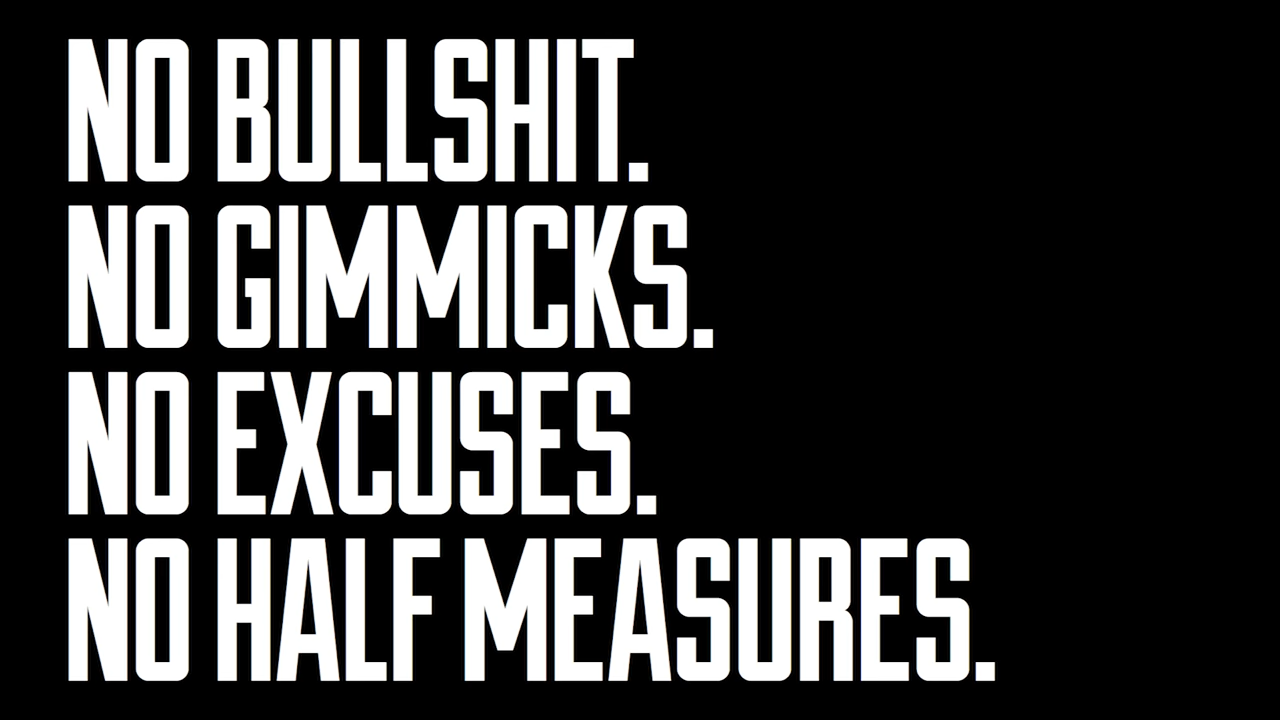 NO BULLSHIT.
NO GIMMICKS.
NO EXCUSES.
NO HALF MEASURES.